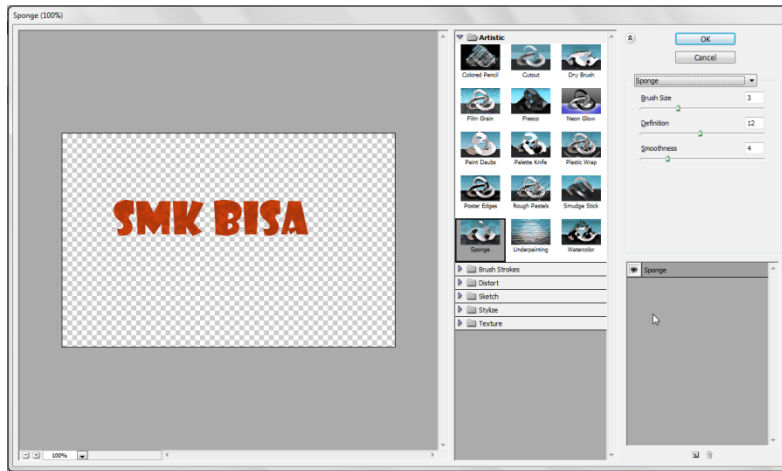 Sponge (100%)
SMK BISA
100%
Artistic
Colored Pencil Cutout Dry Brush
Film Grain Fresco Neon Glow
Paint Daubs Palette Knife Plastic Wrap
Poster Edges Rough Pastels Smudge Stick
Sponge Underpainting Watercolor
Brush Strokes
Distort
Sketch
Stylize
Texture
OK
Cancel
Sponge
Brush Size 3
Definition 12
Smoothness 4
Sponge